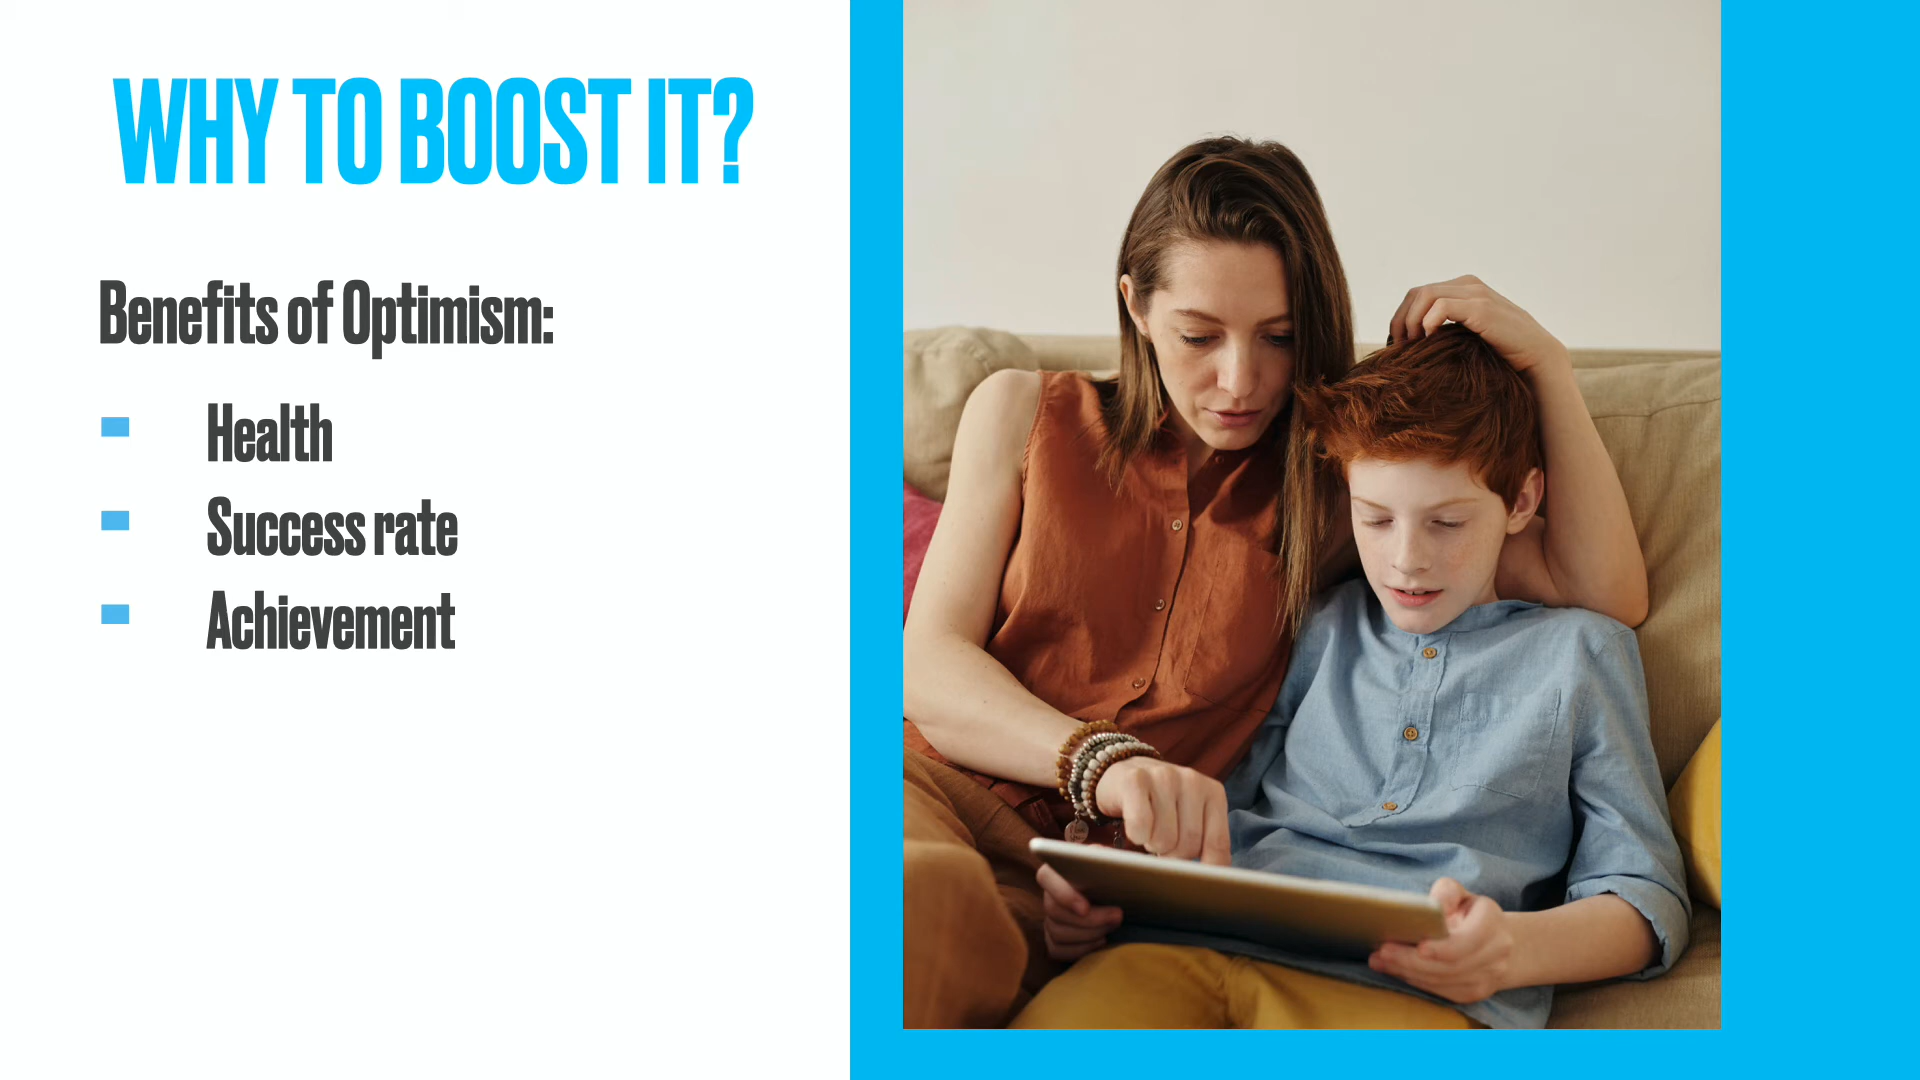 WHY TO BOOST IT?
Benefits of Optimism:
Health
Success rate
Achievement